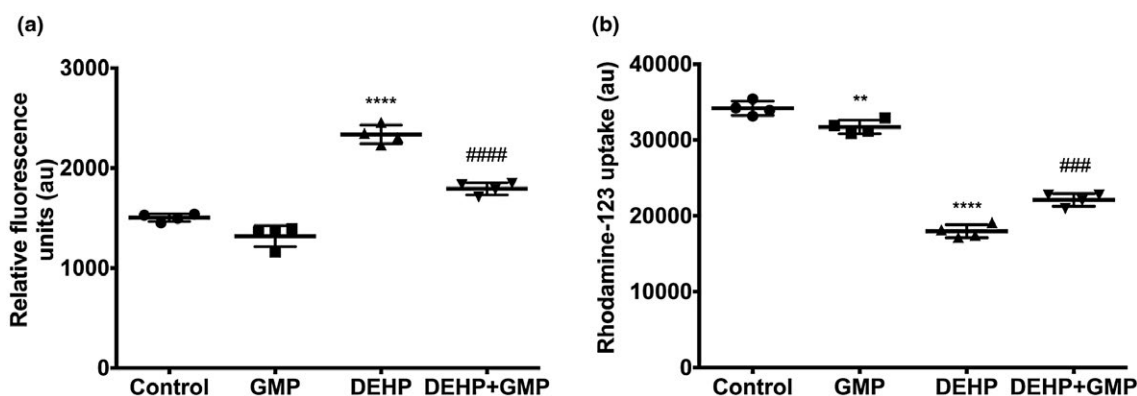 (a)
Relative fluorescence
units (au)
3000
2000
1000
0
****
####
Control GMP DEHP DEHP+GMP
(b)
Rhodamine-123 uptake (au)
40000
30000
20000
10000
0
**
****
###
Control GMP DEHP DEHP+GMP